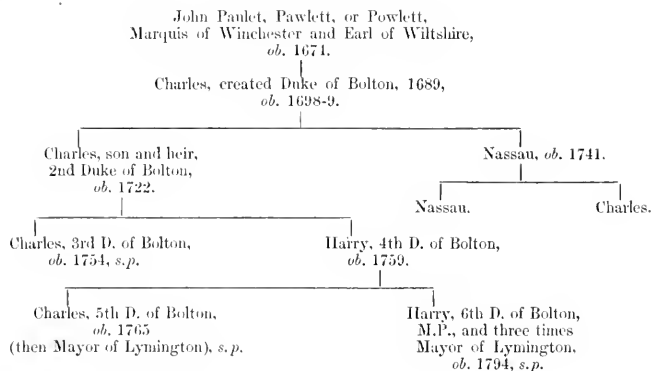 John Paulet, Pawlett, or Powlett,
Marquis of Winchester and Earl of Wiltshire,
ob. 1674.
Charles, created Duke of Bolton, 1689,
ob. 1698-9.
Charles, son and heir,
2nd Duke of Bolton,
ob. 1722.
Nassau, ob. 1741.
Nassau. Charles.
Charles, 3rd D. of Bolton,
ob. 1754, s.p.
Harry, 4th D. of Bolton,
ob. 1759.
Charles, 5th D. of Bolton,
ob. 1765
(then Mayor of Lymington), s.p.
Harry, 6th D. of Bolton,
M.P., and three times
Mayor of Lymington,
ob. 1794, s.p.